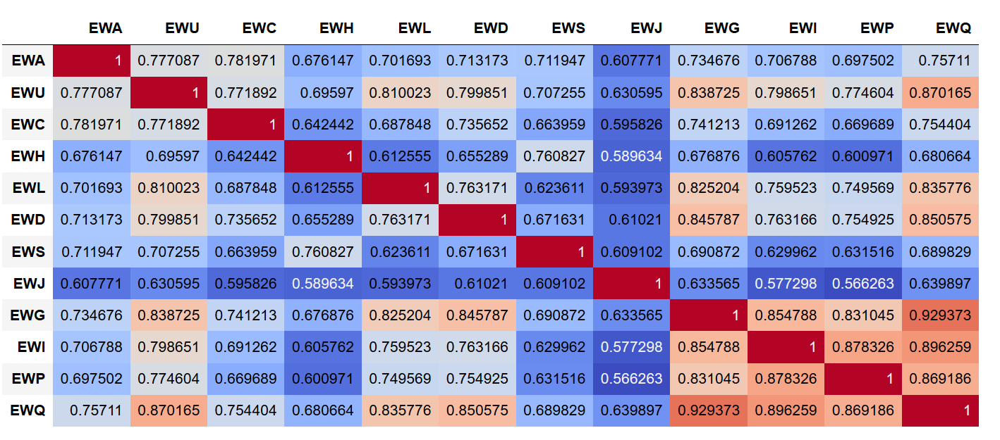 EWA EWU EWC EWH EWL EWD EWS EWJ EWG EWI EWP EWQ
EWA 1 0.777087 0.781971 0.676147 0.701693 0.713173 0.711947 0.607771 0.734676 0.706788 0.697502 0.75711
EWU 0.777087 1 0.771892 0.69597 0.810023 0.799851 0.707255 0.630595 0.838725 0.798651 0.774604 0.870165
EWC 0.781971 0.771892 1 0.642442 0.687848 0.735652 0.663959 0.595826 0.741213 0.691262 0.669689 0.754404
EWH 0.676147 0.69597 0.642442 1 0.612555 0.655289 0.760827 0.589634 0.676876 0.605762 0.600971 0.680664
EWL 0.701693 0.810023 0.687848 0.612555 1 0.763171 0.623611 0.593973 0.825204 0.759523 0.749569 0.835776
EWD 0.713173 0.799851 0.735652 0.655289 0.763171 1 0.671631 0.61021 0.845787 0.763166 0.754925 0.850575
EWS 0.711947 0.707255 0.663959 0.760827 0.623611 0.671631 1 0.609102 0.690872 0.629962 0.631516 0.689829
EWJ 0.607771 0.630595 0.595826 0.589634 0.593973 0.61021 0.609102 1 0.633565 0.577298 0.566263 0.639897
EWG 0.734676 0.838725 0.741213 0.676876 0.825204 0.845787 0.690872 0.633565 1 0.854788 0.831045 0.929373
EWI 0.706788 0.798651 0.691262 0.605762 0.759523 0.763166 0.629962 0.577298 0.854788 1 0.878326 0.896259
EWP 0.697502 0.774604 0.669689 0.600971 0.749569 0.754925 0.631516 0.566263 0.831045 0.878326 1 0.869186
EWQ 0.75711 0.870165 0.754404 0.680664 0.835776 0.850575 0.689829 0.639897 0.929373 0.896259 0.869186 1